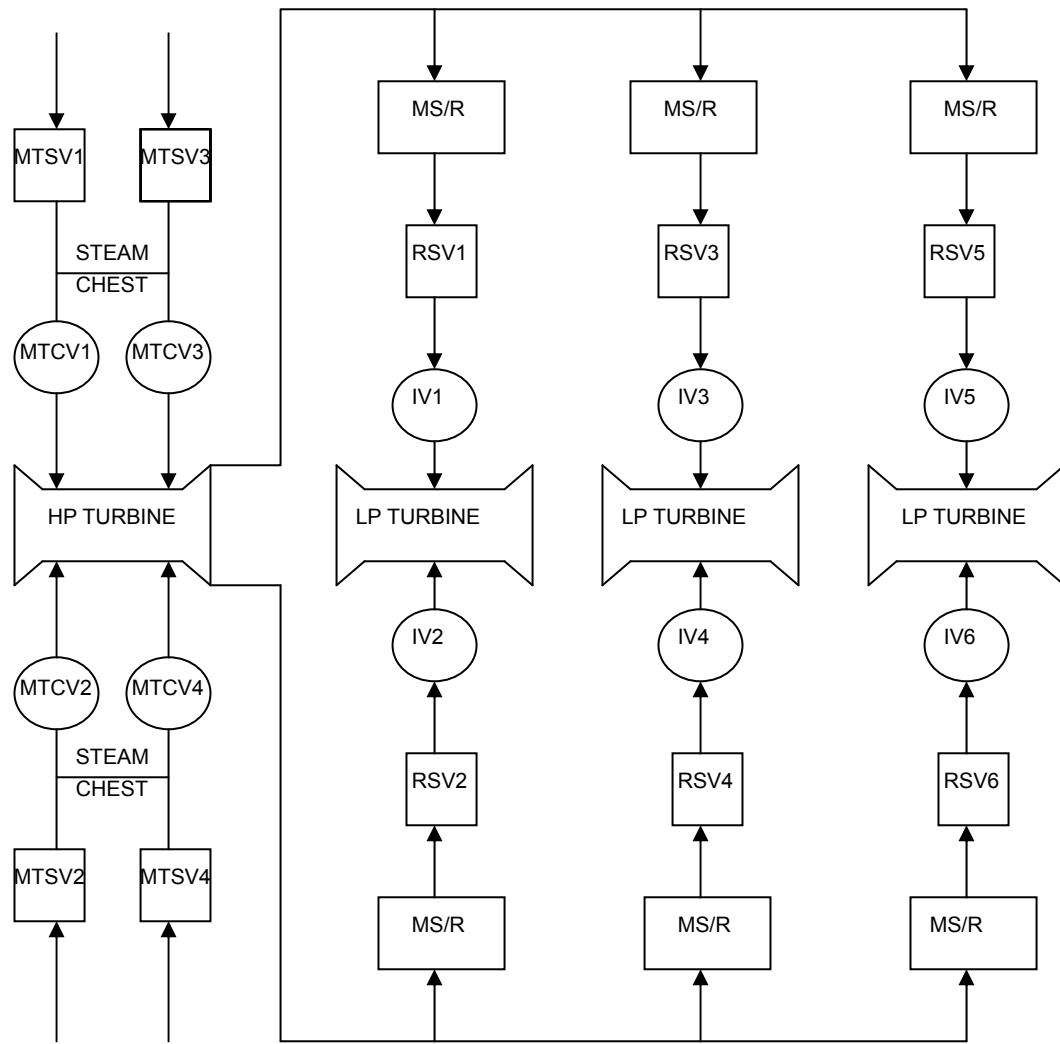 MS/R MS/R MS/R
MTSV1 MTSV3
STEAM
CHEST
RSV1 RSV3 RSV5
MTCV1 MTCV3
IV1 IV3 IV5
HP TURBINE LP TURBINE LP TURBINE LP TURBINE
IV2 IV4 IV6
MTCV2 MTCV4
STEAM
CHEST
RSV2 RSV4 RSV6
MTSV2 MTSV4
MS/R MS/R MS/R